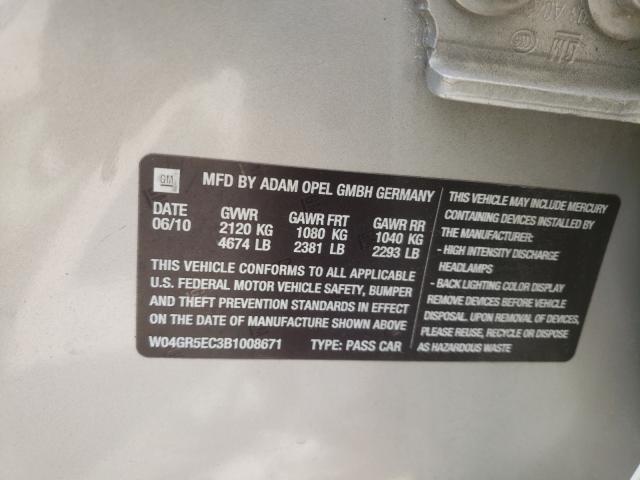 GM
MFD BY ADAM OPEL GMBH GERMANY
DATE GVWR GAWR FRT GAWR RR
06/10 2120 KG 1080 KG 1040 KG
4674 LB 2381 LB 2293 LB
THIS VEHICLE CONFORMS TO ALL APPLICABLE
U.S. FEDERAL MOTOR VEHICLE SAFETY, BUMPER
AND THEFT PREVENTION STANDARDS IN EFFECT
ON THE DATE OF MANUFACTURE SHOWN ABOVE
W04GR5EC3B1008671 TYPE: PASS CAR
THIS VEHICLE MAY INCLUDE MERCURY
CONTAINING DEVICES INSTALLED BY
THE MANUFACTURER:
- HIGH INTENSITY DISCHARGE
HEADLAMPS
- BACK LIGHTING COLOR DISPLAY
REMOVE DEVICES BEFORE VEHICLE
DISPOSAL. UPON REMOVAL OF DEVICES,
PLEASE REUSE, RECYCLE OR DISPOSE
AS HAZARDOUS WASTE
GM